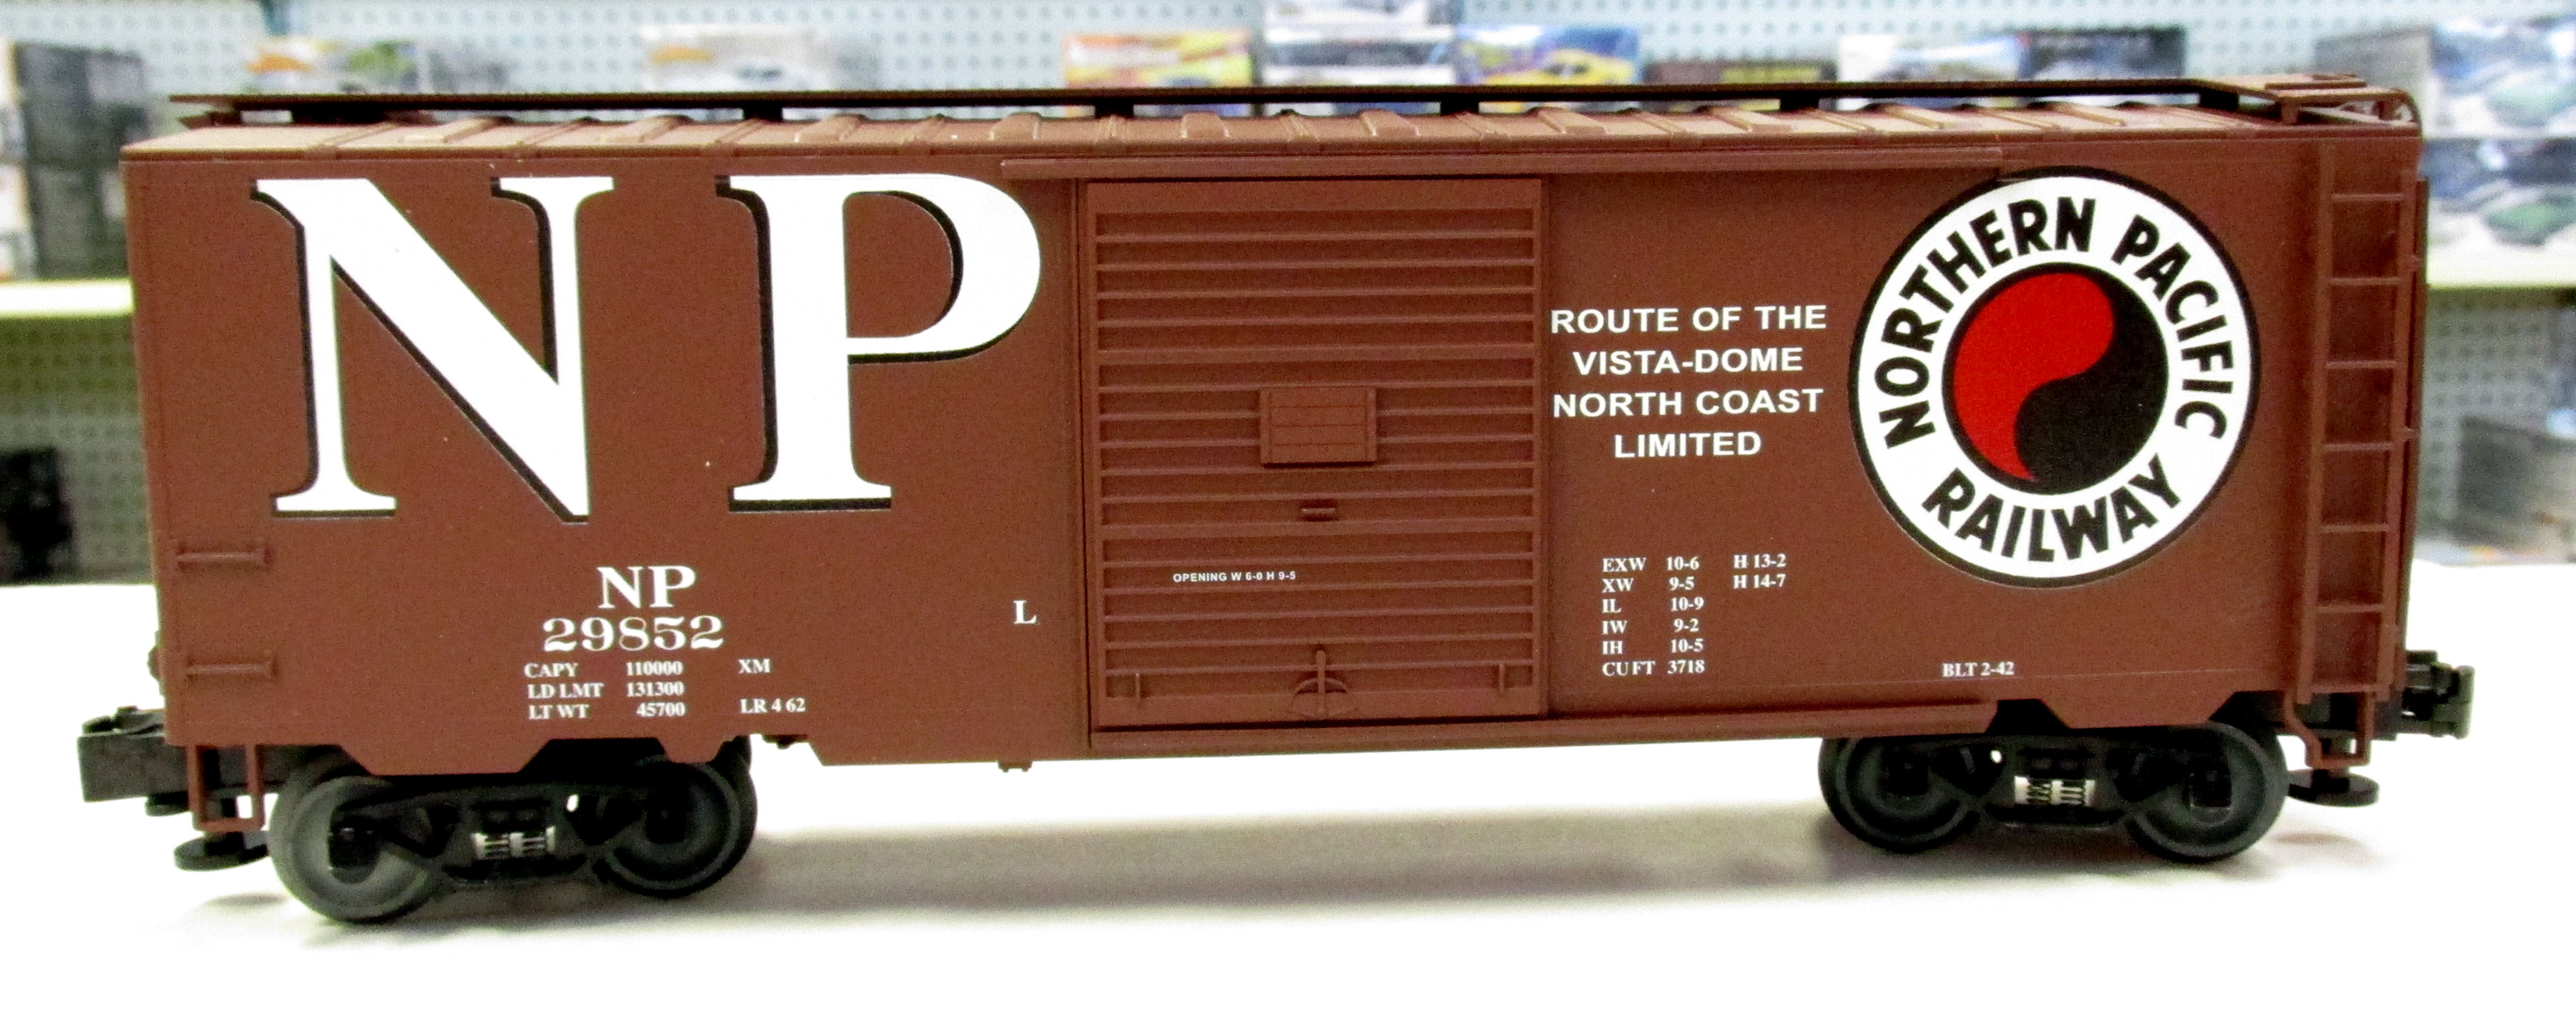 NP
NP
29852
CAPY 110000 XM
LD LMT 131300
LT WT 45700 LR 4 62
L
OPENING W 6-0 H 9-5
ROUTE OF THE
VISTA-DOME
NORTH COAST
LIMITED
EXW 10-6 H 13-2
XW 9-5 H 14-7
IL 10-9
IW 9-2
IH 10-5
CU FT 3718
NORTHERN PACIFIC
RAILWAY
BLT 2-42